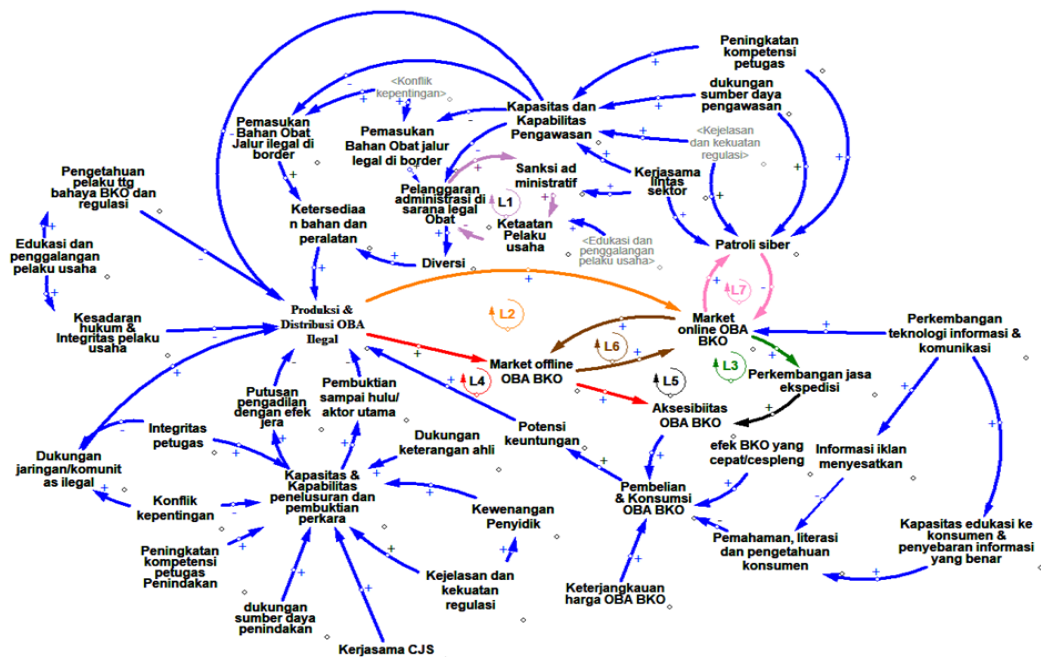 Peningkatan
kompetensi petugas
dukungan
sumber daya
pengawasan
<Konflik
kepentingan>
Kapasitas dan
Kapabilitas
Pengawasan
Pemasukan
Bahan Obat
Jalur ilegal di
border
Pemasukan
Bahan Obat jalur
legal di border
<Kejelasan
dan kekuatan
regulasi>
Pengetahuan
pelaku ttg
bahaya BKO dan
regulasi
Sanksi ad
ministratif
Kerjasama
lintas
sektor
Pelanggaran
administrasi di
sarana legal
Obat
L1
Ketersediaa
n bahan dan
peralatan
Ketaatan
Pelaku
usaha
<Edukasi dan
penggalangan
pelaku usaha>
Patroli siber
Edukasi dan
penggalangan
pelaku usaha
Diversi
L7
Kesadaran
hukum &
Integritas pelaku
usaha
Produksi &
Distribusi OBA
Ilegal
L2
Market
online OBA
BKO
Perkembangan
teknologi informasi &
komunikasi
L6
L3
Market offline
OBA BKO
L4
L5
Perkembangan jasa
ekspedisi
Putusan
pengadilan
dengan efek
jera
Pembuktian
sampai hulu/
aktor utama
Aksesibiitas
OBA BKO
Integritas
petugas
Dukungan
keterangan ahli
Potensi
keuntungan
efek BKO yang
cepat/cespleng
Informasi iklan
menyesatkan
Dukungan
jaringan/komunit
as ilegal
Kapasitas &
Kapabilitas
penelusuran dan
pembuktian
perkara
Pembelian
& Konsumsi
OBA BKO
Konflik
kepentingan
Kewenangan
Penyidik
Pemahaman, literasi
dan pengetahuan
konsumen
Kapasitas edukasi ke
konsumen &
penyebaran informasi
yang benar
Peningkatan
kompetensi
petugas
Penindakan
Kejelasan dan
kekuatan
regulasi
Keterjangkauan
harga OBA BKO
dukungan
sumber daya
penindakan
Kerjasama CJS